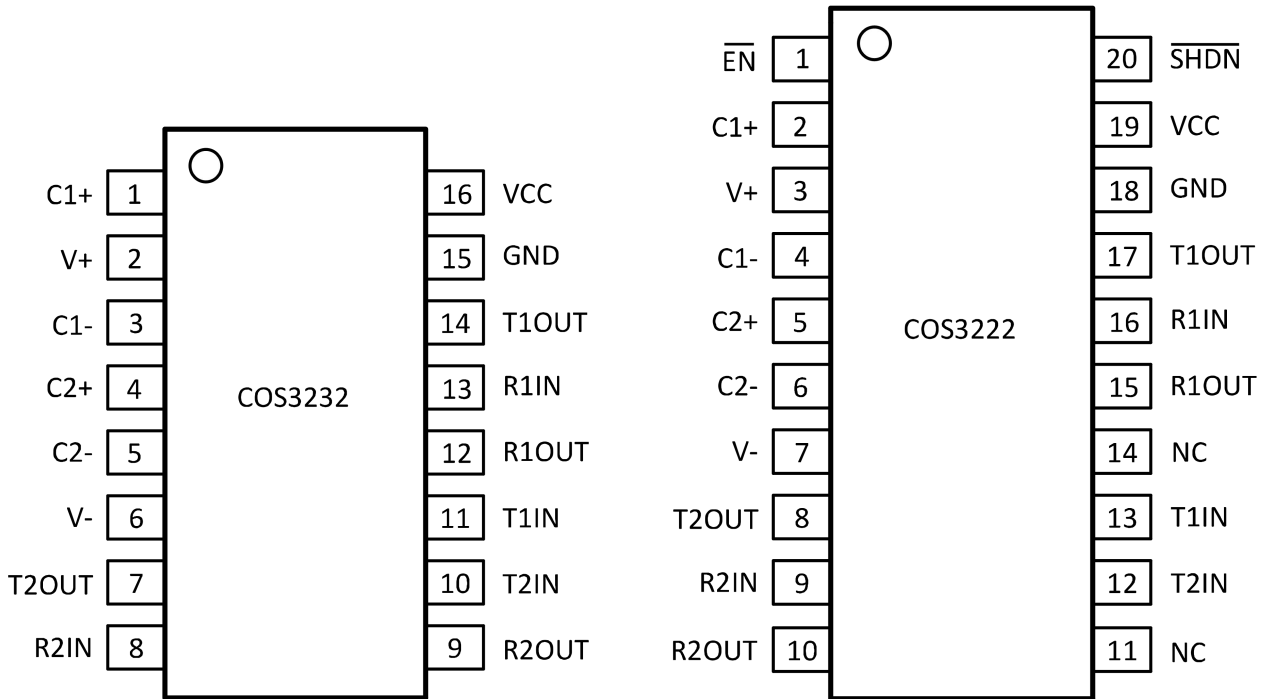 C1+ 1 16 VCC
V+ 2 15 GND
C1- 3 14 T1OUT
C2+ 4 13 R1IN
COS3232
C2- 5 12 R1OUT
V- 6 11 T1IN
T2OUT 7 10 T2IN
R2IN 8 9 R2OUT
E̅N̅ 1 20 S̅H̅D̅N̅
C1+ 2 19 VCC
V+ 3 18 GND
C1- 4 17 T1OUT
C2+ 5 16 R1IN
COS3222
C2- 6 15 R1OUT
V- 7 14 NC
T2OUT 8 13 T1IN
R2IN 9 12 T2IN
R2OUT 10 11 NC